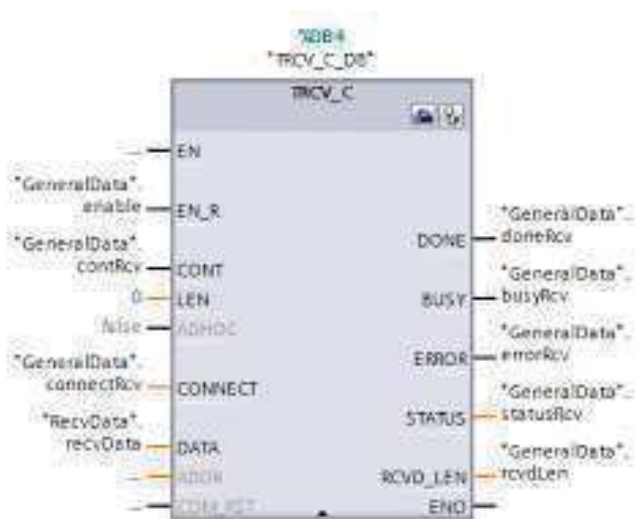 "TRCV_C_DB"
TRCV_C
EN
"GeneralData".
enable
EN_R
"GeneralData".
contRcv
CONT
0
LEN
false
ADHOC
"GeneralData".
connectRcv
CONNECT
"RecvData".
recvData
DATA
ADDR
COM_RST
DONE
"GeneralData".
doneRcv
BUSY
"GeneralData".
busyRcv
ERROR
"GeneralData".
errorRcv
STATUS
"GeneralData".
statusRcv
RCVD_LEN
"GeneralData".
rcvdLen
ENO